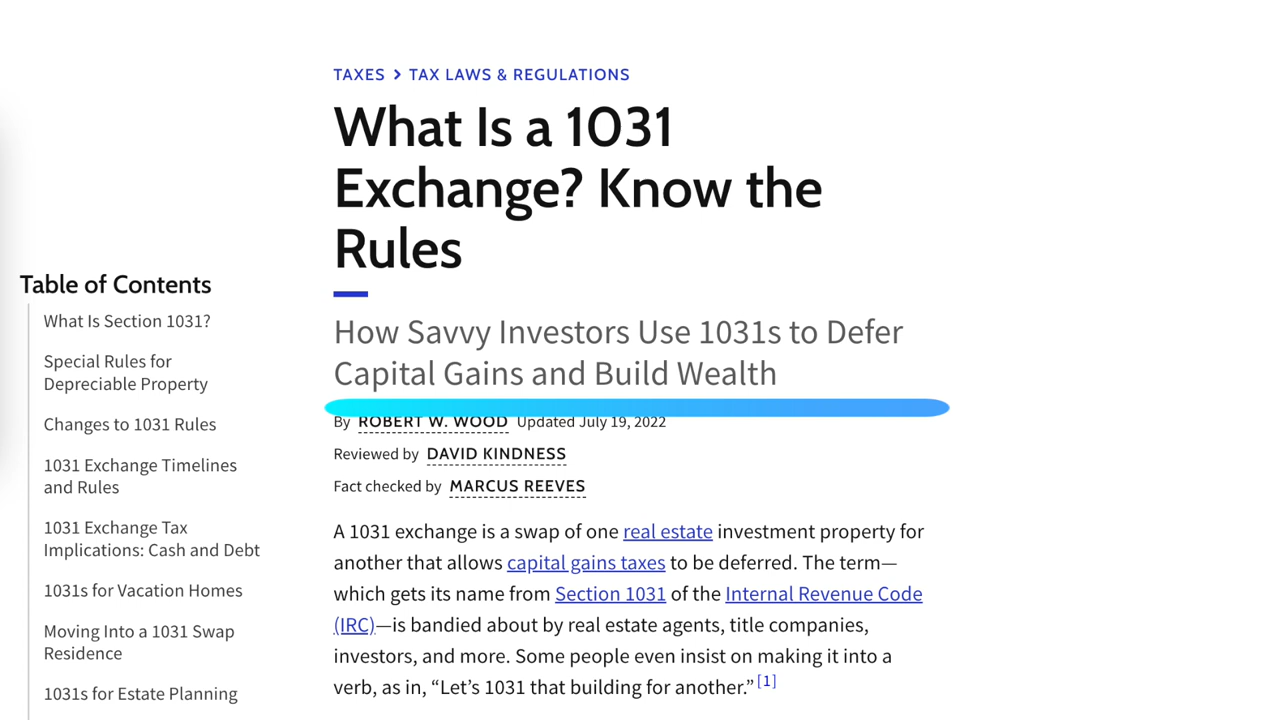 TAXES > TAX LAWS & REGULATIONS
What Is a 1031
Exchange? Know the
Rules
How Savvy Investors Use 1031s to Defer
Capital Gains and Build Wealth
By ROBERT W. WOOD Updated July 19, 2022
Reviewed by DAVID KINDNESS
Fact checked by MARCUS REEVES
A 1031 exchange is a swap of one real estate investment property for
another that allows capital gains taxes to be deferred. The term—
which gets its name from Section 1031 of the Internal Revenue Code
(IRC)—is bandied about by real estate agents, title companies,
investors, and more. Some people even insist on making it into a
verb, as in, “Let’s 1031 that building for another.” [1]
Table of Contents
What Is Section 1031?
Special Rules for
Depreciable Property
Changes to 1031 Rules
1031 Exchange Timelines
and Rules
1031 Exchange Tax
Implications: Cash and Debt
1031s for Vacation Homes
Moving Into a 1031 Swap
Residence
1031s for Estate Planning